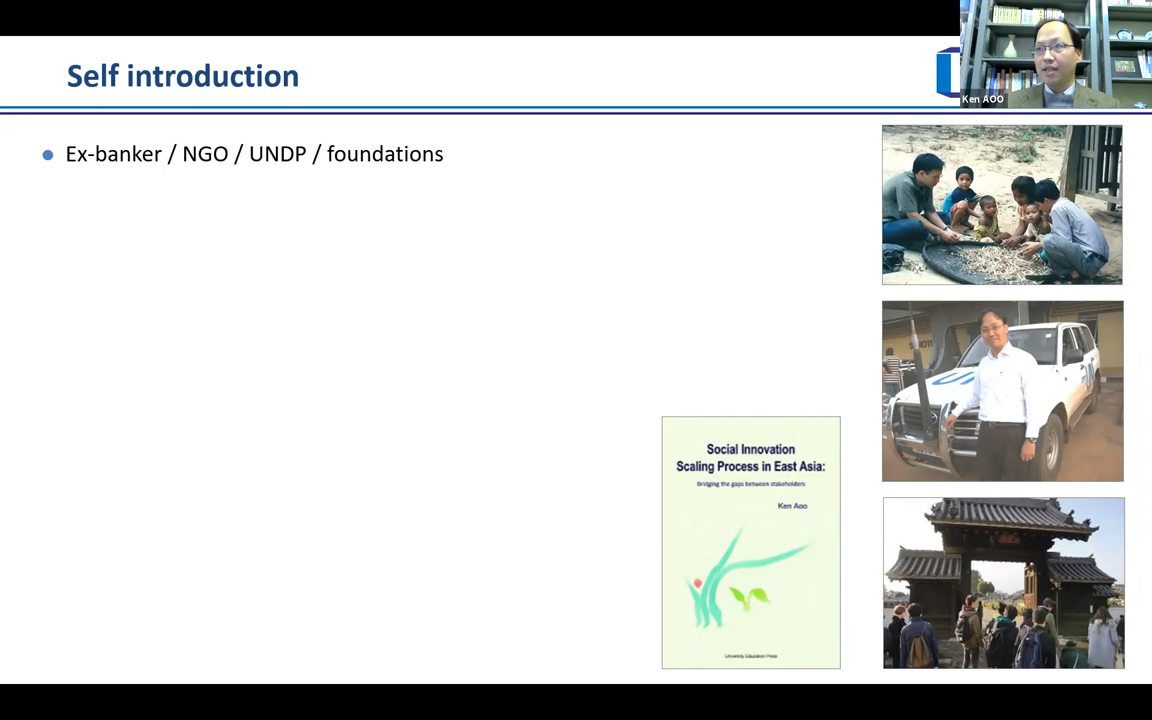 Self introduction
Ken AOO
Ex-banker / NGO / UNDP / foundations
Social Innovation
Scaling Process in East Asia:
Bridging the gaps between stakeholders
Ken Aoo
University Education Press